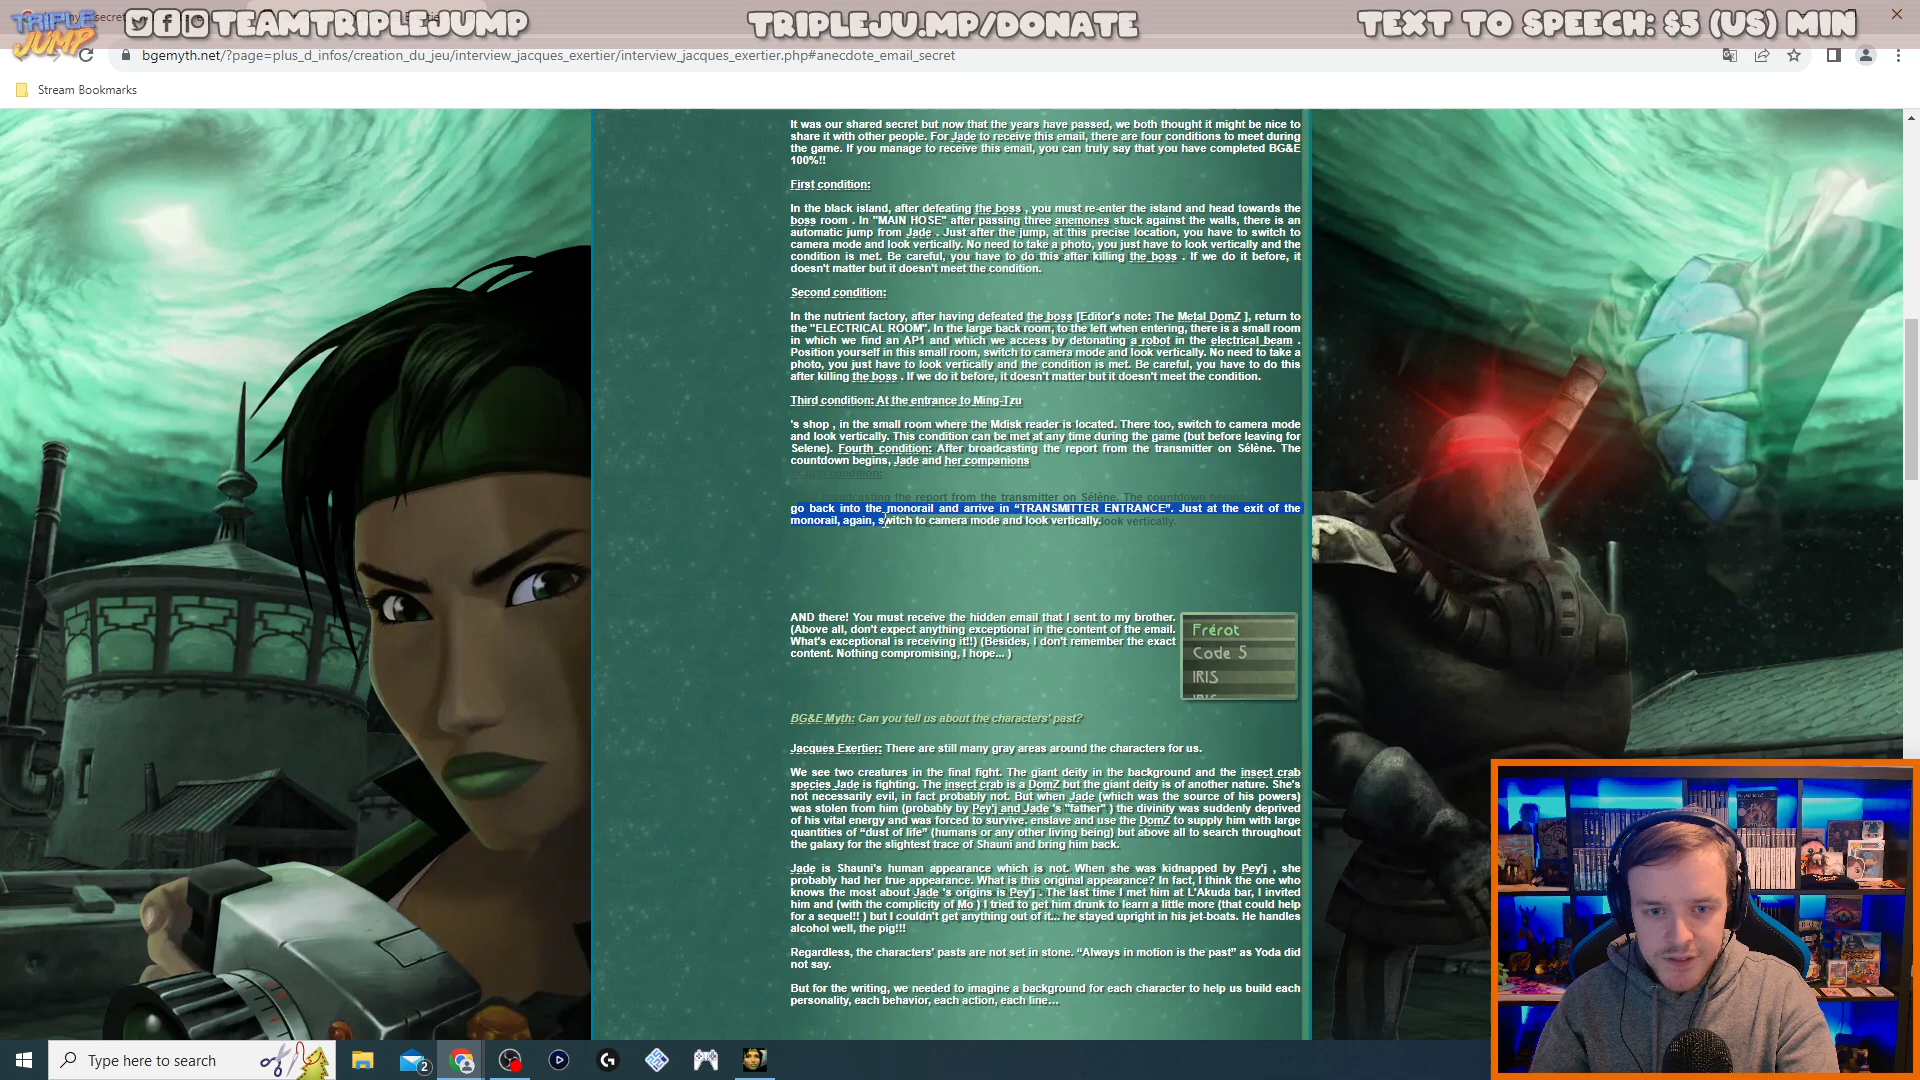 TRIPLE JUMP
TEAMTRIPLEJUMP
TRIPLEJU.MP/DONATE
TEXT TO SPEECH: $5 (US) MIN
bgemyth.net/?page=plus_d_infos/creation_du_jeu/interview_jacques_exertier/interview_jacques_exertier.php#anecdote_email_secret
Stream Bookmarks
It was our shared secret but now that the years have passed, we both thought it might be nice to
share it with other people. For Jade to receive this email, there are four conditions to meet during
the game. If you manage to receive this email, you can truly say that you have completed BG&E
100%!!
First condition:
In the black island, after defeating the boss , you must re-enter the island and head towards the
boss room . In "MAIN HOSE" after passing three anemones stuck against the walls, there is an
automatic jump from Jade . Just after the jump, at this precise location, you have to switch to
camera mode and look vertically. No need to take a photo, you just have to look vertically and the
condition is met. Be careful, you have to do this after killing the boss . If we do it before, it
doesn't matter but it doesn't meet the condition.
Second condition:
In the nutrient factory, after having defeated the boss [Editor's note: The Metal DomZ ], return to
the "ELECTRICAL ROOM". In the large back room, to the left when entering, there is a small room
in which we find an AP1 and which we access by detonating a robot in the electrical beam .
Position yourself in this small room, switch to camera mode and look vertically. No need to take a
photo, you just have to look vertically and the condition is met. Be careful, you have to do this
after killing the boss . If we do it before, it doesn't matter but it doesn't meet the condition.
Third condition: At the entrance to Ming-Tzu
's shop , in the small room where the Mdisk reader is located. There too, switch to camera mode
and look vertically. This condition can be met at any time during the game (but before leaving for
Selene). Fourth condition: After broadcasting the report from the transmitter on Sélène. The
countdown begins, Jade and her companions
condition:
broadcasting the report from the transmitter on Sélène. The countdown begins
go back into the monorail and arrive in “TRANSMITTER ENTRANCE”. Just at the exit of the
monorail, again, switch to camera mode and look vertically. look vertically.
AND there! You must receive the hidden email that I sent to my brother.
(Above all, don't expect anything exceptional in the content of the email.
What's exceptional is receiving it!!) (Besides, I don't remember the exact
content. Nothing compromising, I hope... )
Frérot
Code 5
IRIS
IRIS
BG&E Myth: Can you tell us about the characters' past?
Jacques Exertier: There are still many gray areas around the characters for us.
We see two creatures in the final fight. The giant deity in the background and the insect crab
species Jade is fighting. The insect crab is a DomZ but the giant deity is of another nature. She's
not necessarily evil, in fact probably not. But when Jade (which was the source of his powers)
was stolen from him (probably by Pey'j and Jade 's "father" ) the divinity was suddenly deprived
of his vital energy and was forced to survive. enslave and use the DomZ to supply him with large
quantities of “dust of life” (humans or any other living being) but above all to search throughout
the galaxy for the slightest trace of Shauni and bring him back.
Jade is Shauni's human appearance which is not. When she was kidnapped by Pey'j , she
probably had her true appearance. What is this original appearance? In fact, I think the one who
knows the most about Jade 's origins is Pey'j . The last time I met him at L'Akuda bar, I invited
him and (with the complicity of Mo ) I tried to get him drunk to learn a little more (that could help
for a sequel!! ) but I couldn't get anything out of it... he stayed upright in his jet-boats. He handles
alcohol well, the pig!!!
Regardless, the characters' pasts are not set in stone. “Always in motion is the past” as Yoda did
not say.
But for the writing, we needed to imagine a background for each character to help us build each
personality, each behavior, each action, each line…
Type here to search
2